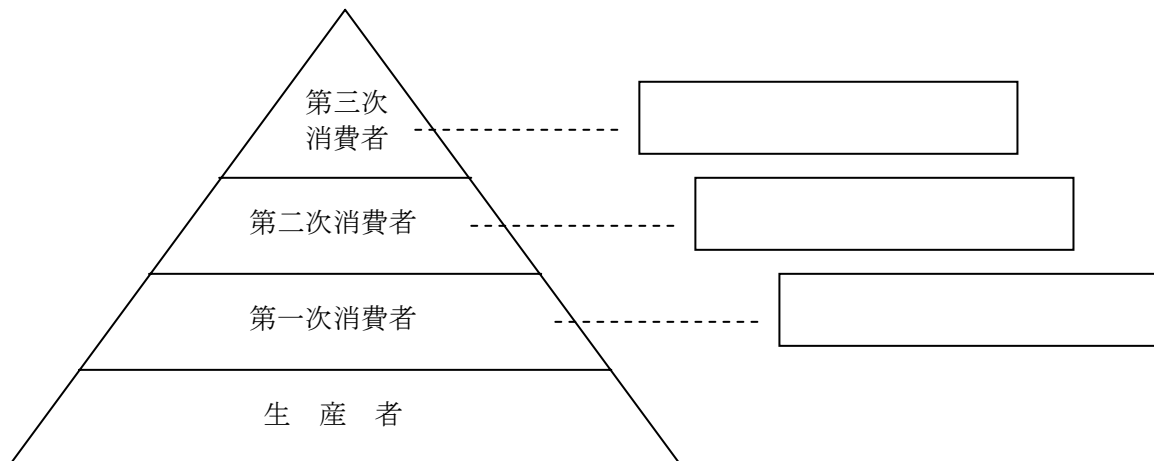 第三次
消費者
第二次消費者
第一次消費者
生 産 者